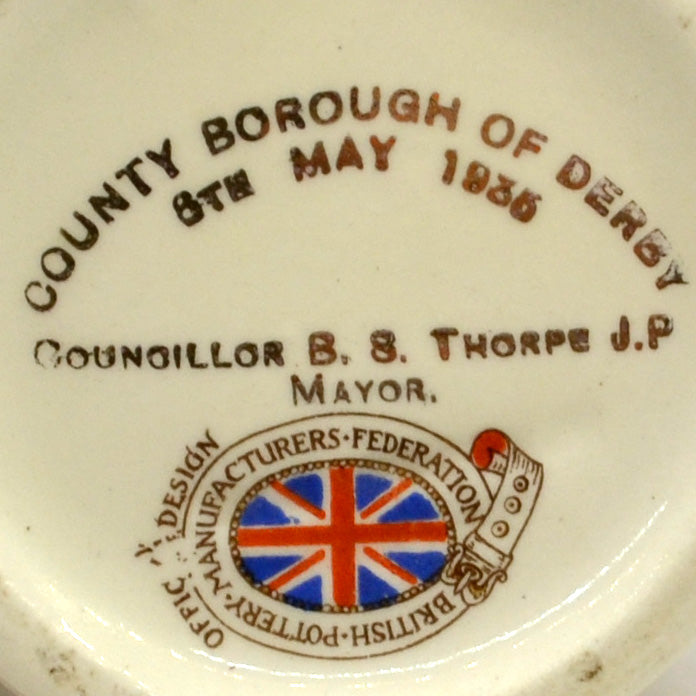 COUNTY BOROUGH OF DERBY
8TH MAY 1935
COUNCILLOR B. S. THORPE J.P
MAYOR.
DESIGN
BRITISH·POTTERY·MANUFACTURERS·FEDERATION